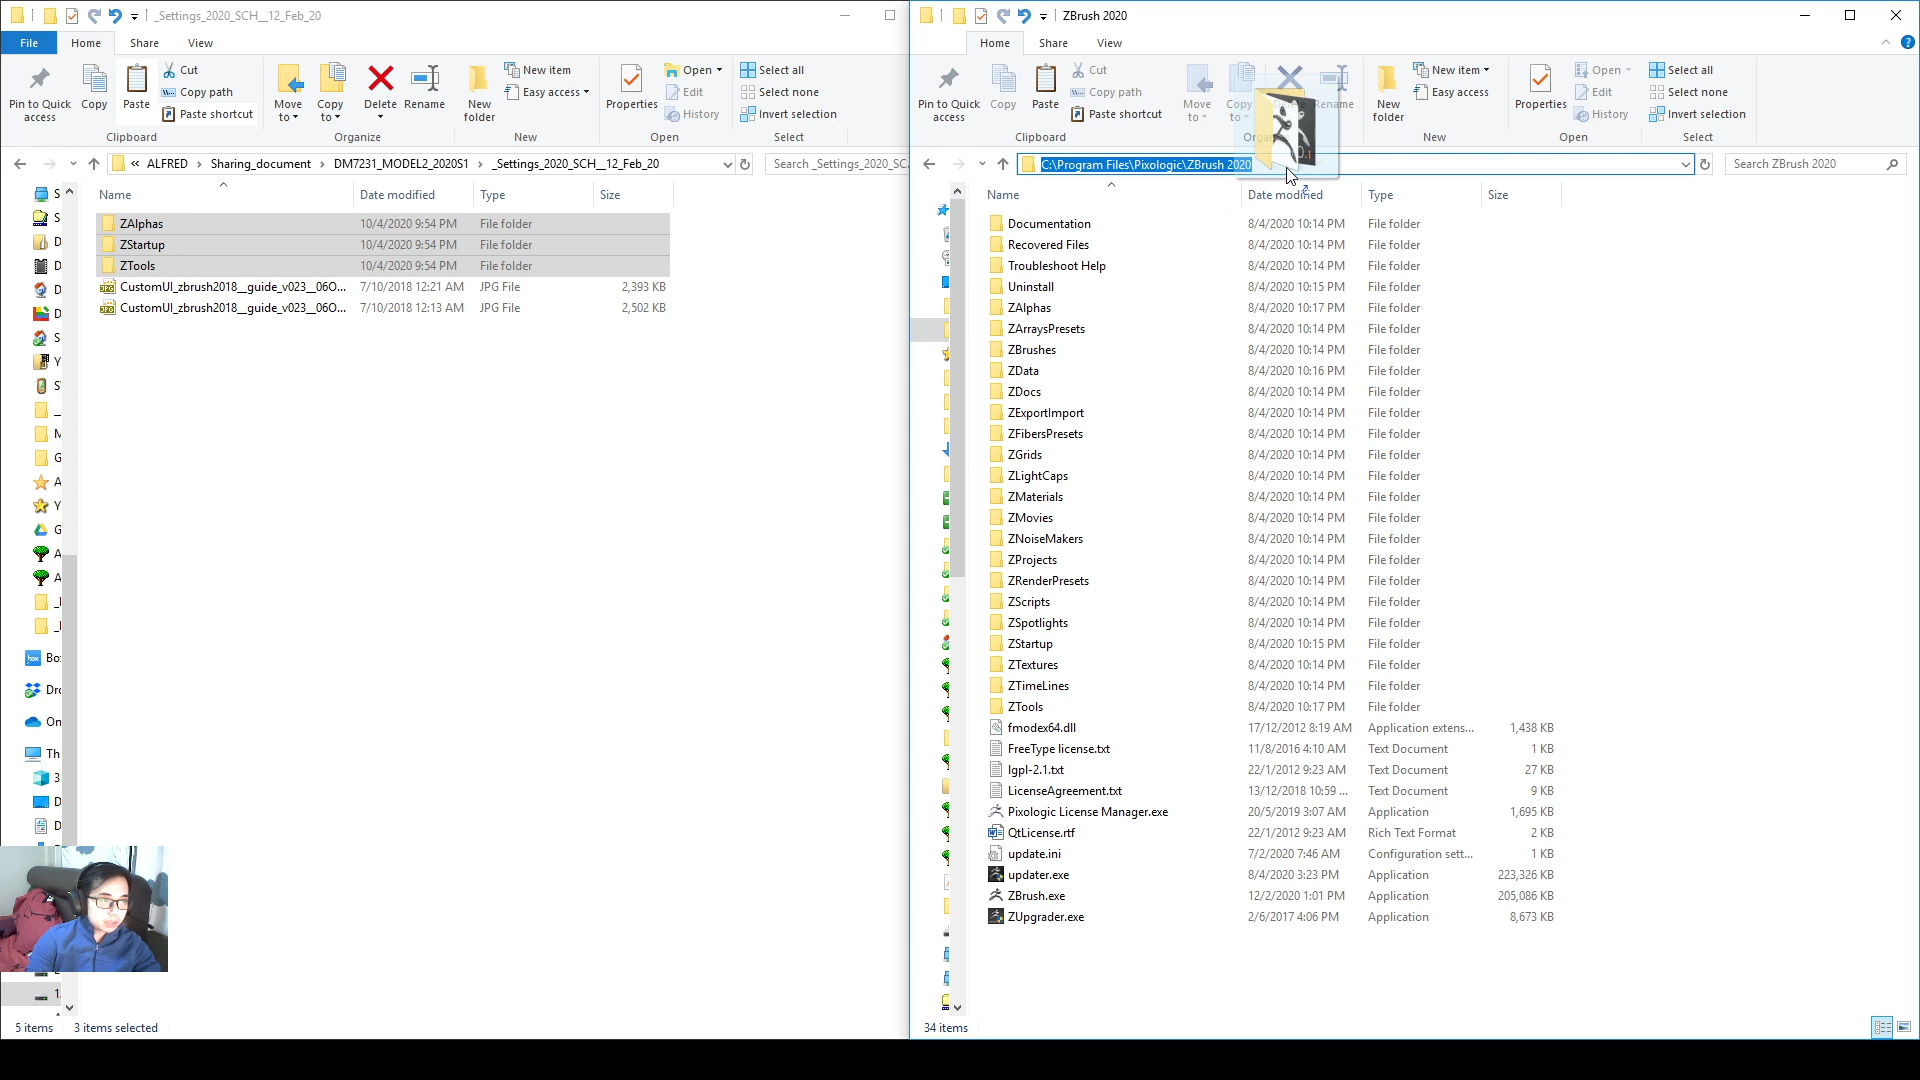 _Settings_2020_SCH__12_Feb_20
File
Home
Share
View
Pin to Quick access
Copy
Paste
Cut
Copy path
Paste shortcut
Clipboard
Move to
Copy to
Delete
Rename
Organize
New folder
New item
Easy access
New
Properties
Open
Edit
History
Open
Select all
Select none
Invert selection
Select
« ALFRED > Sharing_document > DM7231_MODEL2_2020S1 > _Settings_2020_SCH__12_Feb_20
Search _Settings_2020_SC...
Name Date modified Type Size
ZAlphas 10/4/2020 9:54 PM File folder
ZStartup 10/4/2020 9:54 PM File folder
ZTools 10/4/2020 9:54 PM File folder
CustomUI_zbrush2018__guide_v023__06O... 7/10/2018 12:21 AM JPG File 2,393 KB
CustomUI_zbrush2018__guide_v023__06O... 7/10/2018 12:13 AM JPG File 2,502 KB
5 items 3 items selected
ZBrush 2020
Home
Share
View
Pin to Quick access
Copy
Paste
Cut
Copy path
Paste shortcut
Clipboard
Move to
Copy to
Rename
New folder
New item
Easy access
New
Properties
Open
Edit
History
Open
Select all
Select none
Invert selection
Select
C:\Program Files\Pixologic\ZBrush 2020
Search ZBrush 2020
Name Date modified Type Size
Documentation 8/4/2020 10:14 PM File folder
Recovered Files 8/4/2020 10:14 PM File folder
Troubleshoot Help 8/4/2020 10:14 PM File folder
Uninstall 8/4/2020 10:15 PM File folder
ZAlphas 8/4/2020 10:17 PM File folder
ZArraysPresets 8/4/2020 10:14 PM File folder
ZBrushes 8/4/2020 10:14 PM File folder
ZData 8/4/2020 10:16 PM File folder
ZDocs 8/4/2020 10:14 PM File folder
ZExportImport 8/4/2020 10:14 PM File folder
ZFibersPresets 8/4/2020 10:14 PM File folder
ZGrids 8/4/2020 10:14 PM File folder
ZLightCaps 8/4/2020 10:14 PM File folder
ZMaterials 8/4/2020 10:14 PM File folder
ZMovies 8/4/2020 10:14 PM File folder
ZNoiseMakers 8/4/2020 10:14 PM File folder
ZProjects 8/4/2020 10:14 PM File folder
ZRenderPresets 8/4/2020 10:14 PM File folder
ZScripts 8/4/2020 10:14 PM File folder
ZSpotlights 8/4/2020 10:14 PM File folder
ZStartup 8/4/2020 10:15 PM File folder
ZTextures 8/4/2020 10:14 PM File folder
ZTimeLines 8/4/2020 10:14 PM File folder
ZTools 8/4/2020 10:17 PM File folder
fmodex64.dll 17/12/2012 8:19 AM Application extens... 1,438 KB
FreeType license.txt 11/8/2016 4:10 AM Text Document 1 KB
lgpl-2.1.txt 22/1/2012 9:23 AM Text Document 27 KB
LicenseAgreement.txt 13/12/2018 10:59 ... Text Document 9 KB
Pixologic License Manager.exe 20/5/2019 3:07 AM Application 1,695 KB
QtLicense.rtf 22/1/2012 9:23 AM Rich Text Format 2 KB
update.ini 7/2/2020 7:46 AM Configuration sett... 1 KB
updater.exe 8/4/2020 3:23 PM Application 223,326 KB
ZBrush.exe 12/2/2020 1:01 PM Application 205,086 KB
ZUpgrader.exe 2/6/2017 4:06 PM Application 8,673 KB
34 items